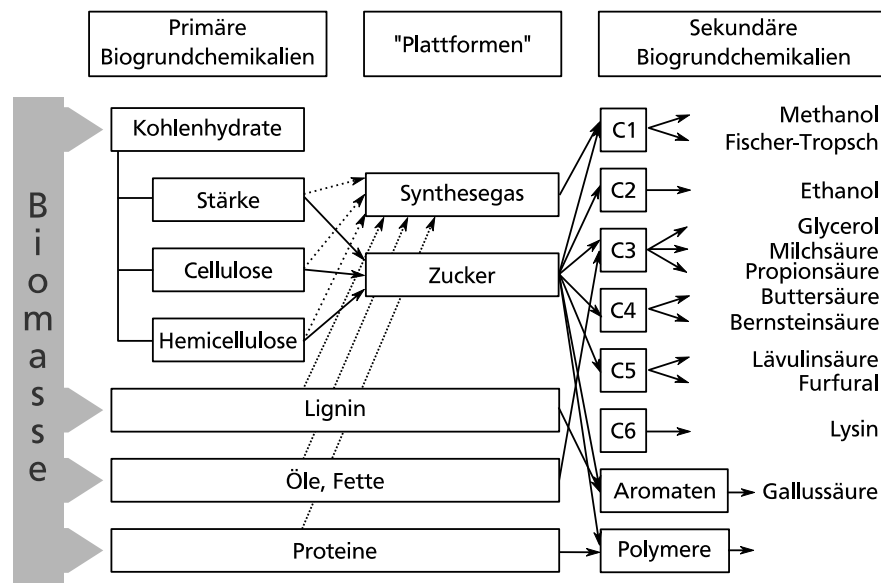 Primäre
Biogrundchemikalien
"Plattformen"
Sekundäre
Biogrundchemikalien
Biomasse
Kohlenhydrate
Stärke
Cellulose
Hemicellulose
Lignin
Öle, Fette
Proteine
Synthesegas
Zucker
C1
Methanol
Fischer-Tropsch
C2
Ethanol
C3
Glycerol
Milchsäure
Propionsäure
C4
Buttersäure
Bernsteinsäure
C5
Lävulinsäure
Furfural
C6
Lysin
Aromaten
Gallussäure
Polymere